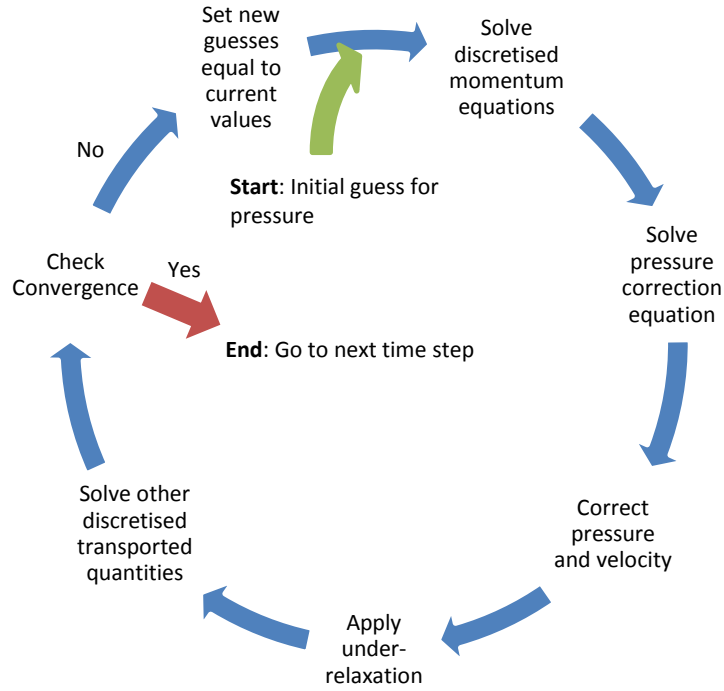 Set new
guesses
equal to
current
values
Solve
discretised
momentum
equations
No
Start: Initial guess for
pressure
Solve
pressure
correction
equation
Check
Convergence
Yes
End: Go to next time step
Correct
pressure
and velocity
Solve other
discretised
transported
quantities
Apply
under-
relaxation